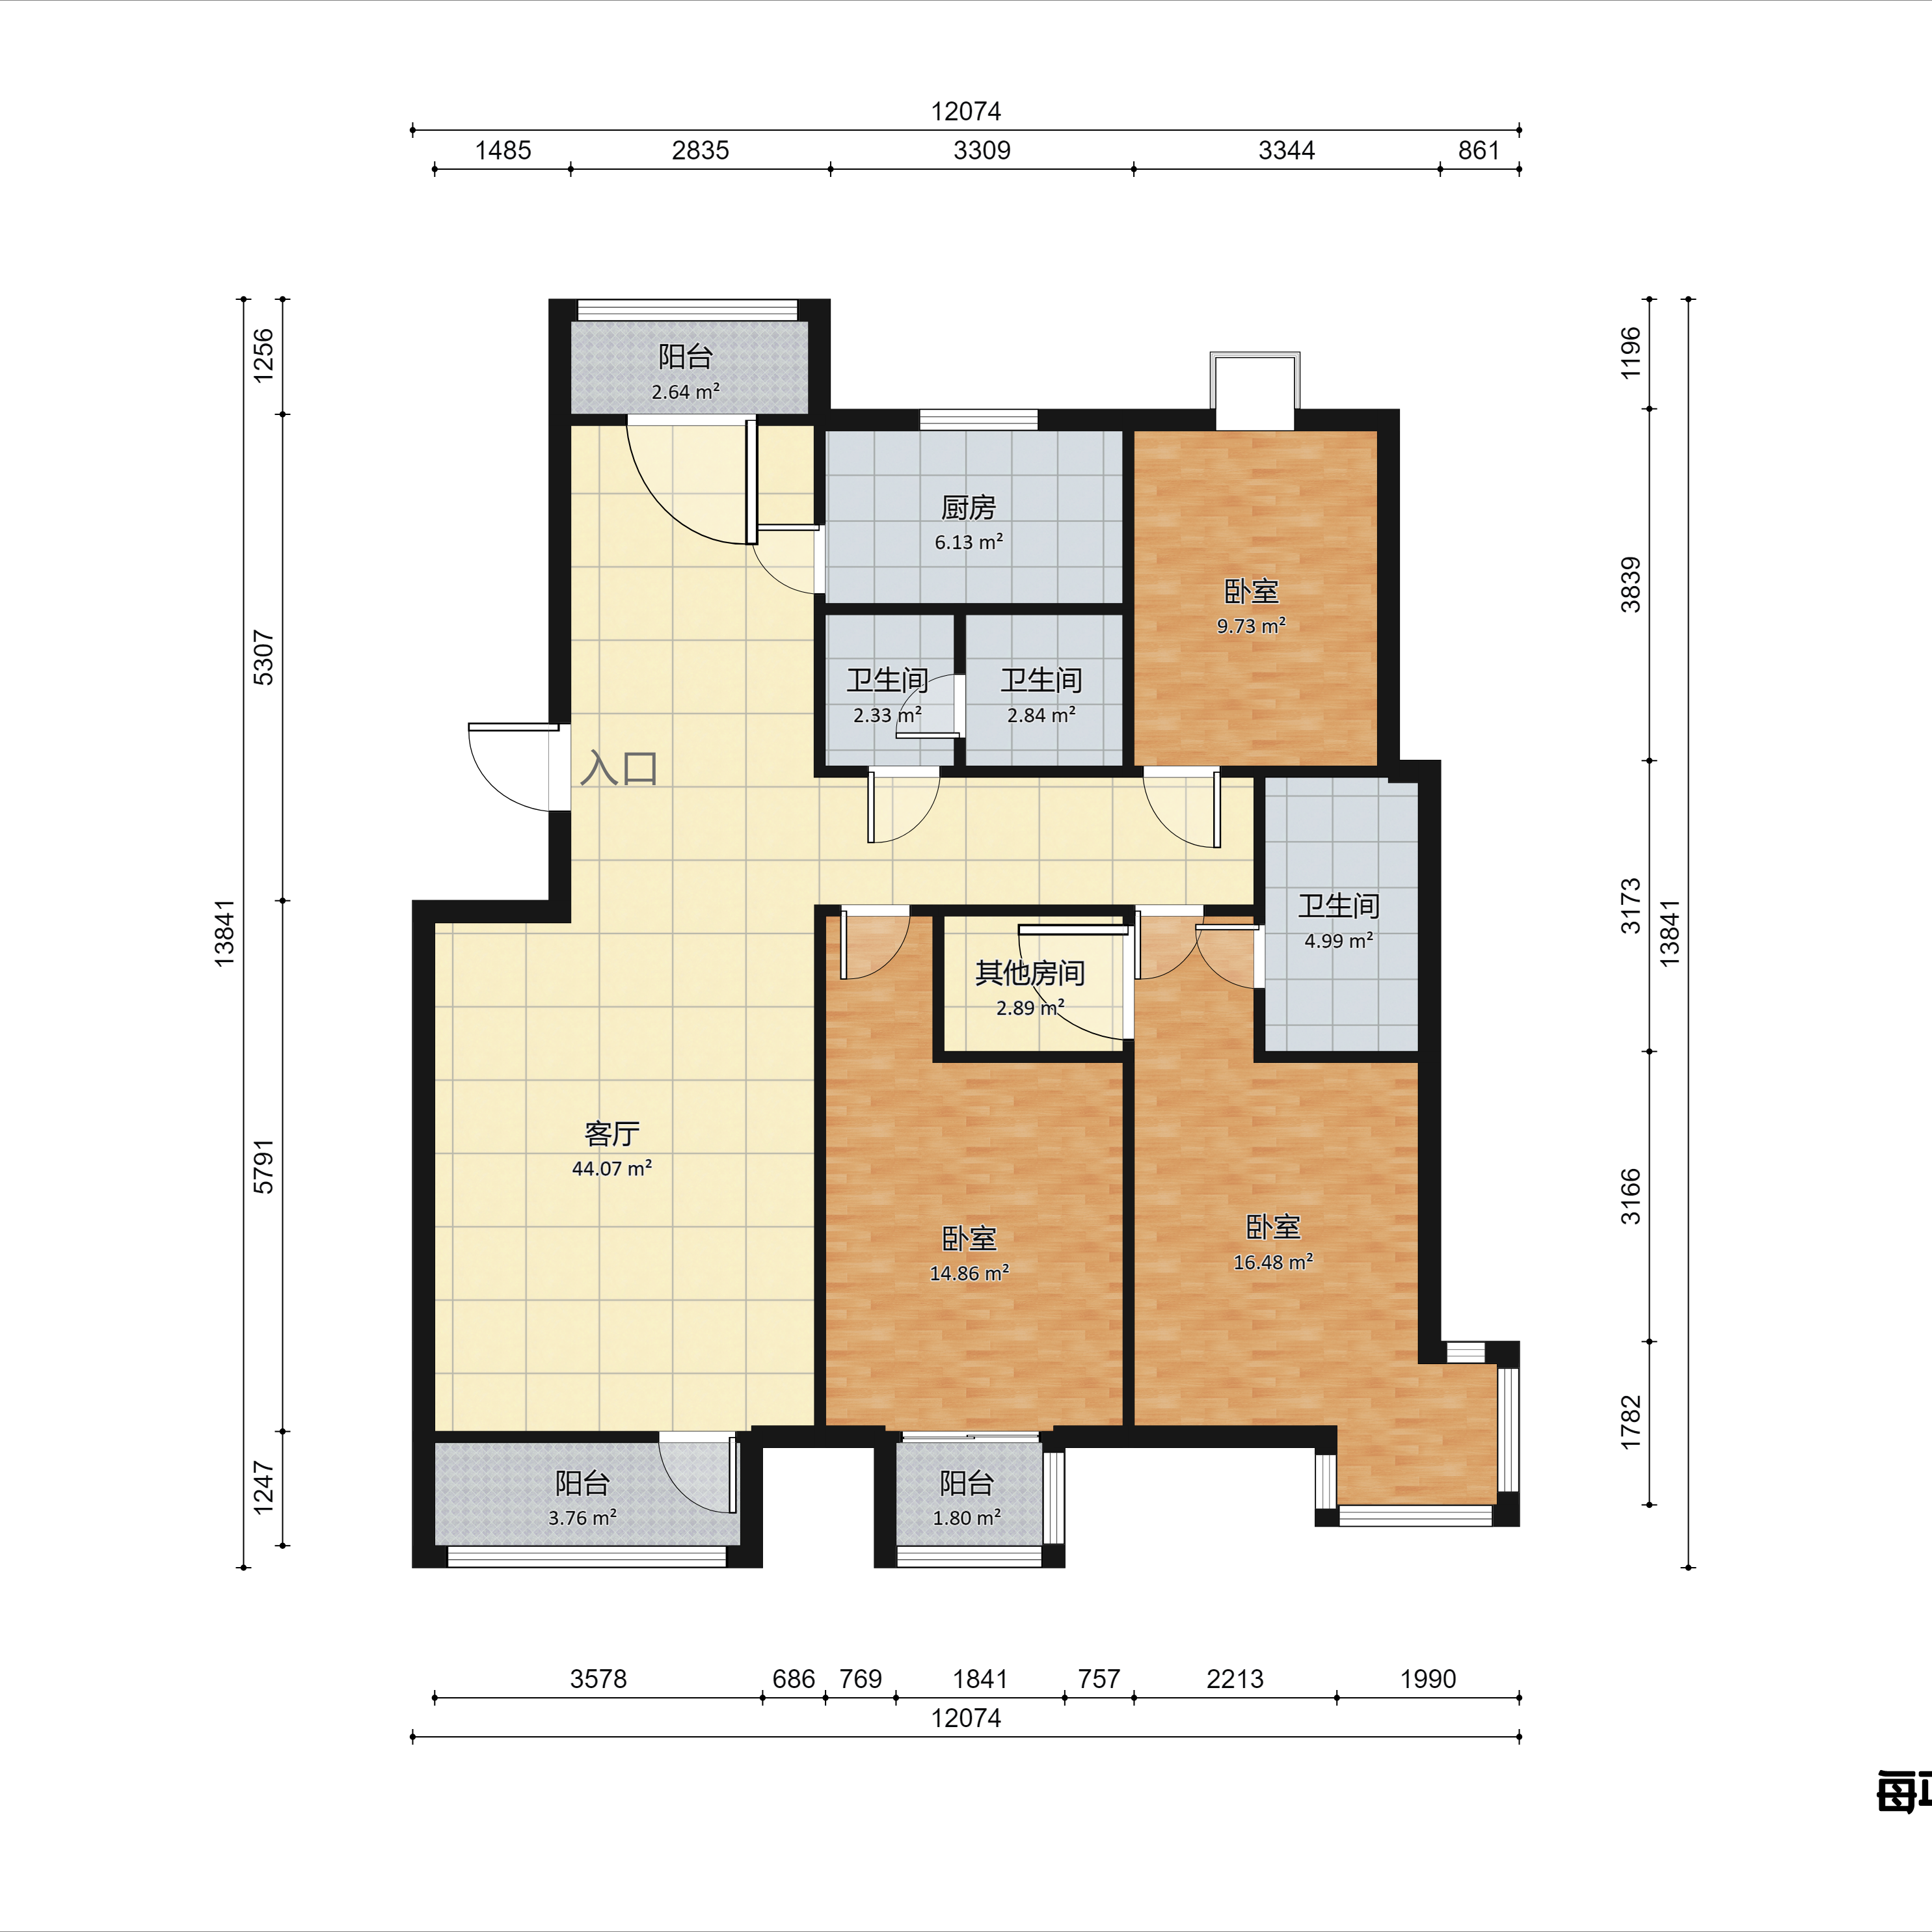 12074
1485 2835 3309 3344 861
1256
5307
13841
5791
1247
1196
3839
3173
13841
3166
1782
阳台
2.64 m²
厨房
6.13 m²
卧室
9.73 m²
卫生间
2.33 m²
卫生间
2.84 m²
入口
卫生间
4.99 m²
其他房间
2.89 m²
客厅
44.07 m²
卧室
14.86 m²
卧室
16.48 m²
阳台
3.76 m²
阳台
1.80 m²
3578 686 769 1841 757 2213 1990
12074
每